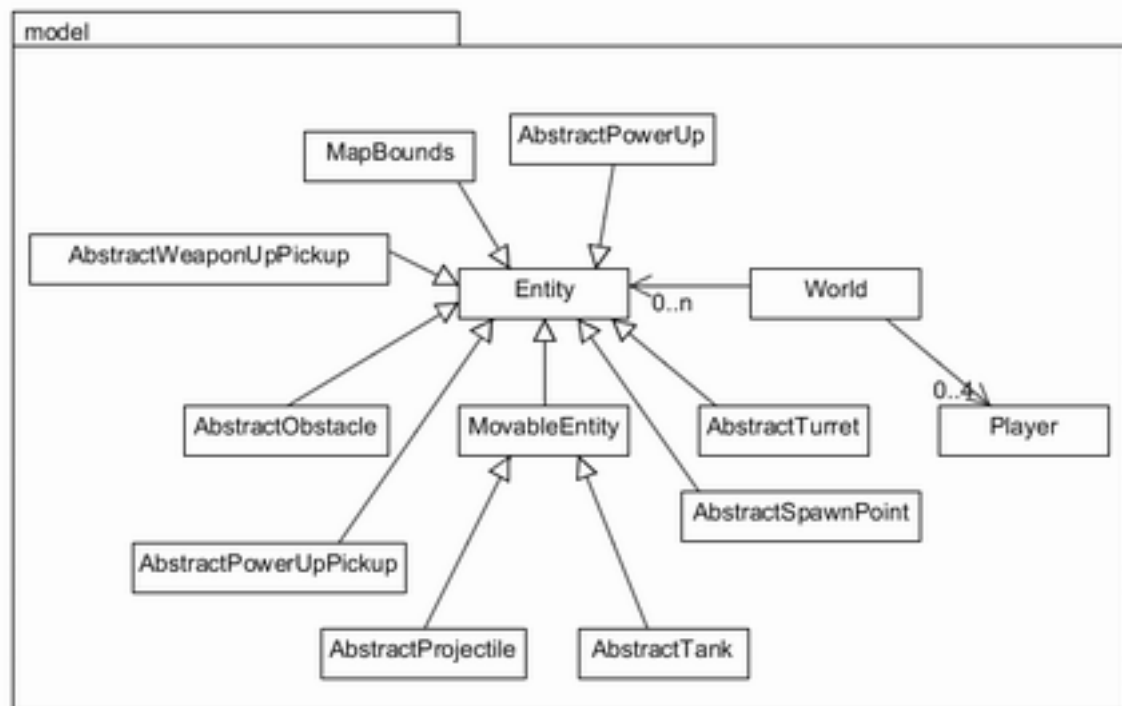 model
AbstractPowerUp
MapBounds
AbstractWeaponUpPickup
Entity
World
0..n
0..4
AbstractObstacle
MovableEntity
AbstractTurret
Player
AbstractSpawnPoint
AbstractPowerUpPickup
AbstractProjectile
AbstractTank